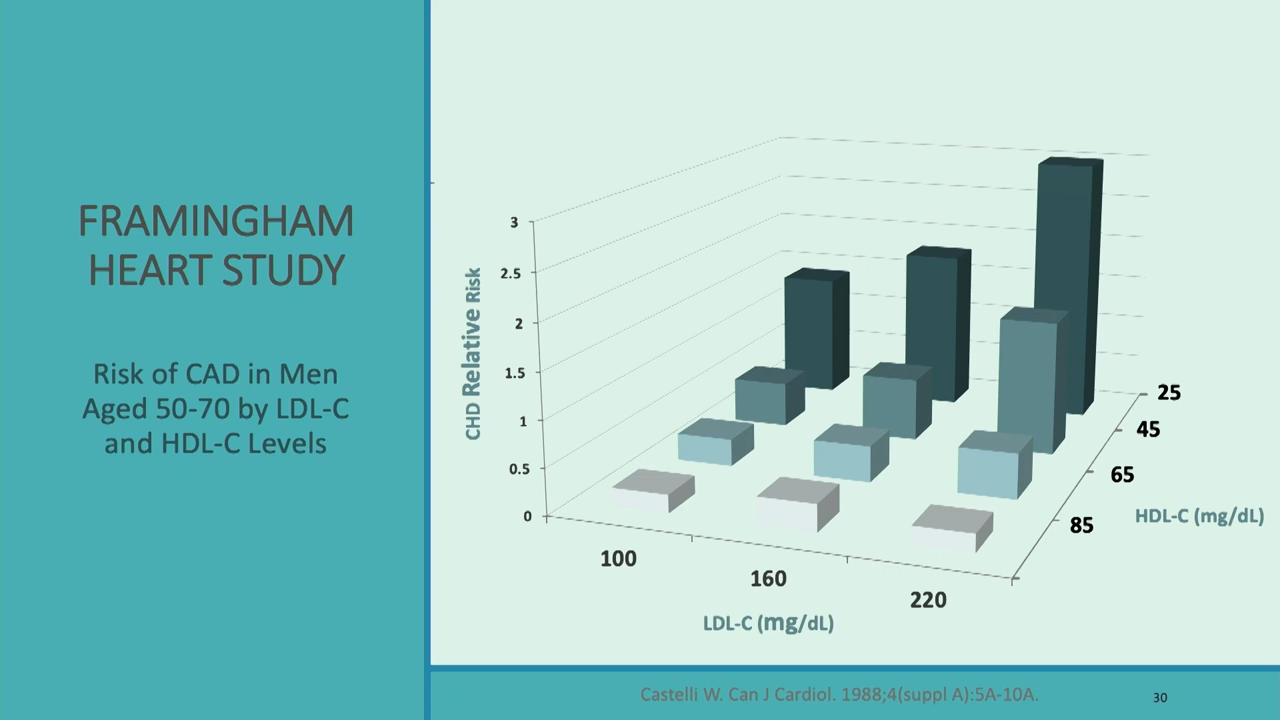 FRAMINGHAM
HEART STUDY
Risk of CAD in Men
Aged 50-70 by LDL-C
and HDL-C Levels
CHD Relative Risk
3
2.5
2
1.5
1
0.5
0
100
160
220
LDL-C (mg/dL)
25
45
65
85
HDL-C (mg/dL)
Castelli W. Can J Cardiol. 1988;4(suppl A):5A-10A.
30